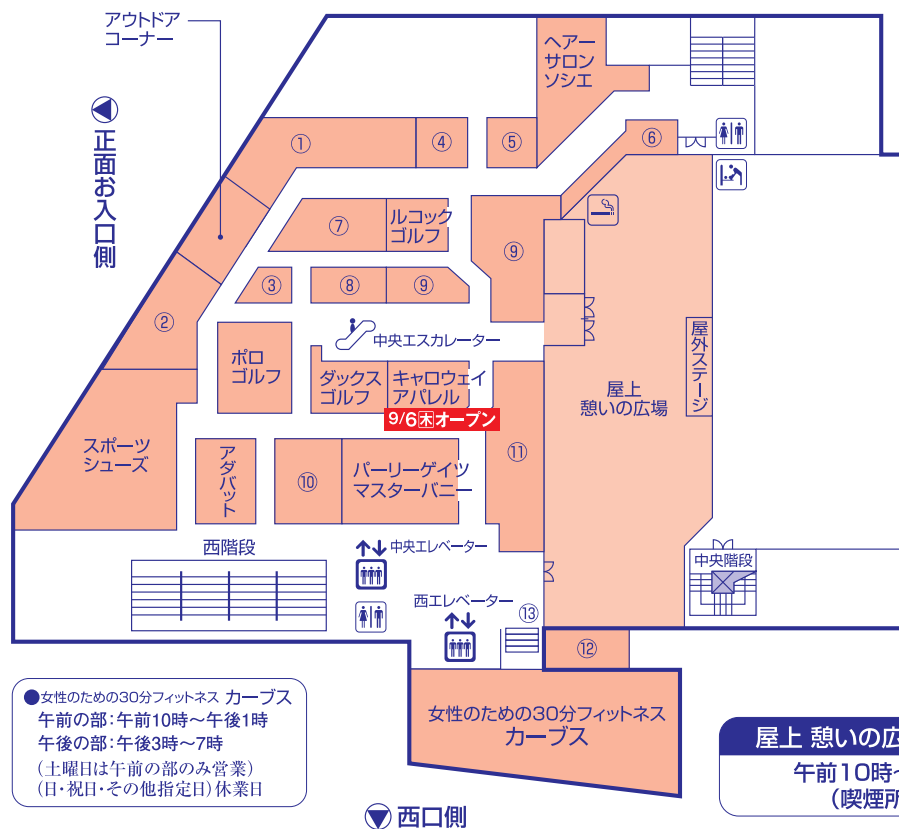 アウトドア
コーナー
ヘアー
サロン
ソシエ
正面お入口側
①
④
⑤
⑥
⑦
ルコック
ゴルフ
⑨
③
⑧
⑨
②
中央エスカレーター
ポロ
ゴルフ
ダックス
ゴルフ
キャロウェイ
アパレル
9/6木オープン
屋上
憩いの広場
屋外ステージ
スポーツ
シューズ
アダバット
⑩
パーリーゲイツ
マスターバニー
⑪
西階段
中央エレベーター
中央階段
西エレベーター
⑬
⑫
女性のための30分フィットネス
カーブス
●女性のための30分フィットネス カーブス
午前の部:午前10時〜午後1時
午後の部:午後3時〜7時
(土曜日は午前の部のみ営業)
(日・祝日・その他指定日)休業日
屋上 憩いの広
午前10時〜
(喫煙所
西口側